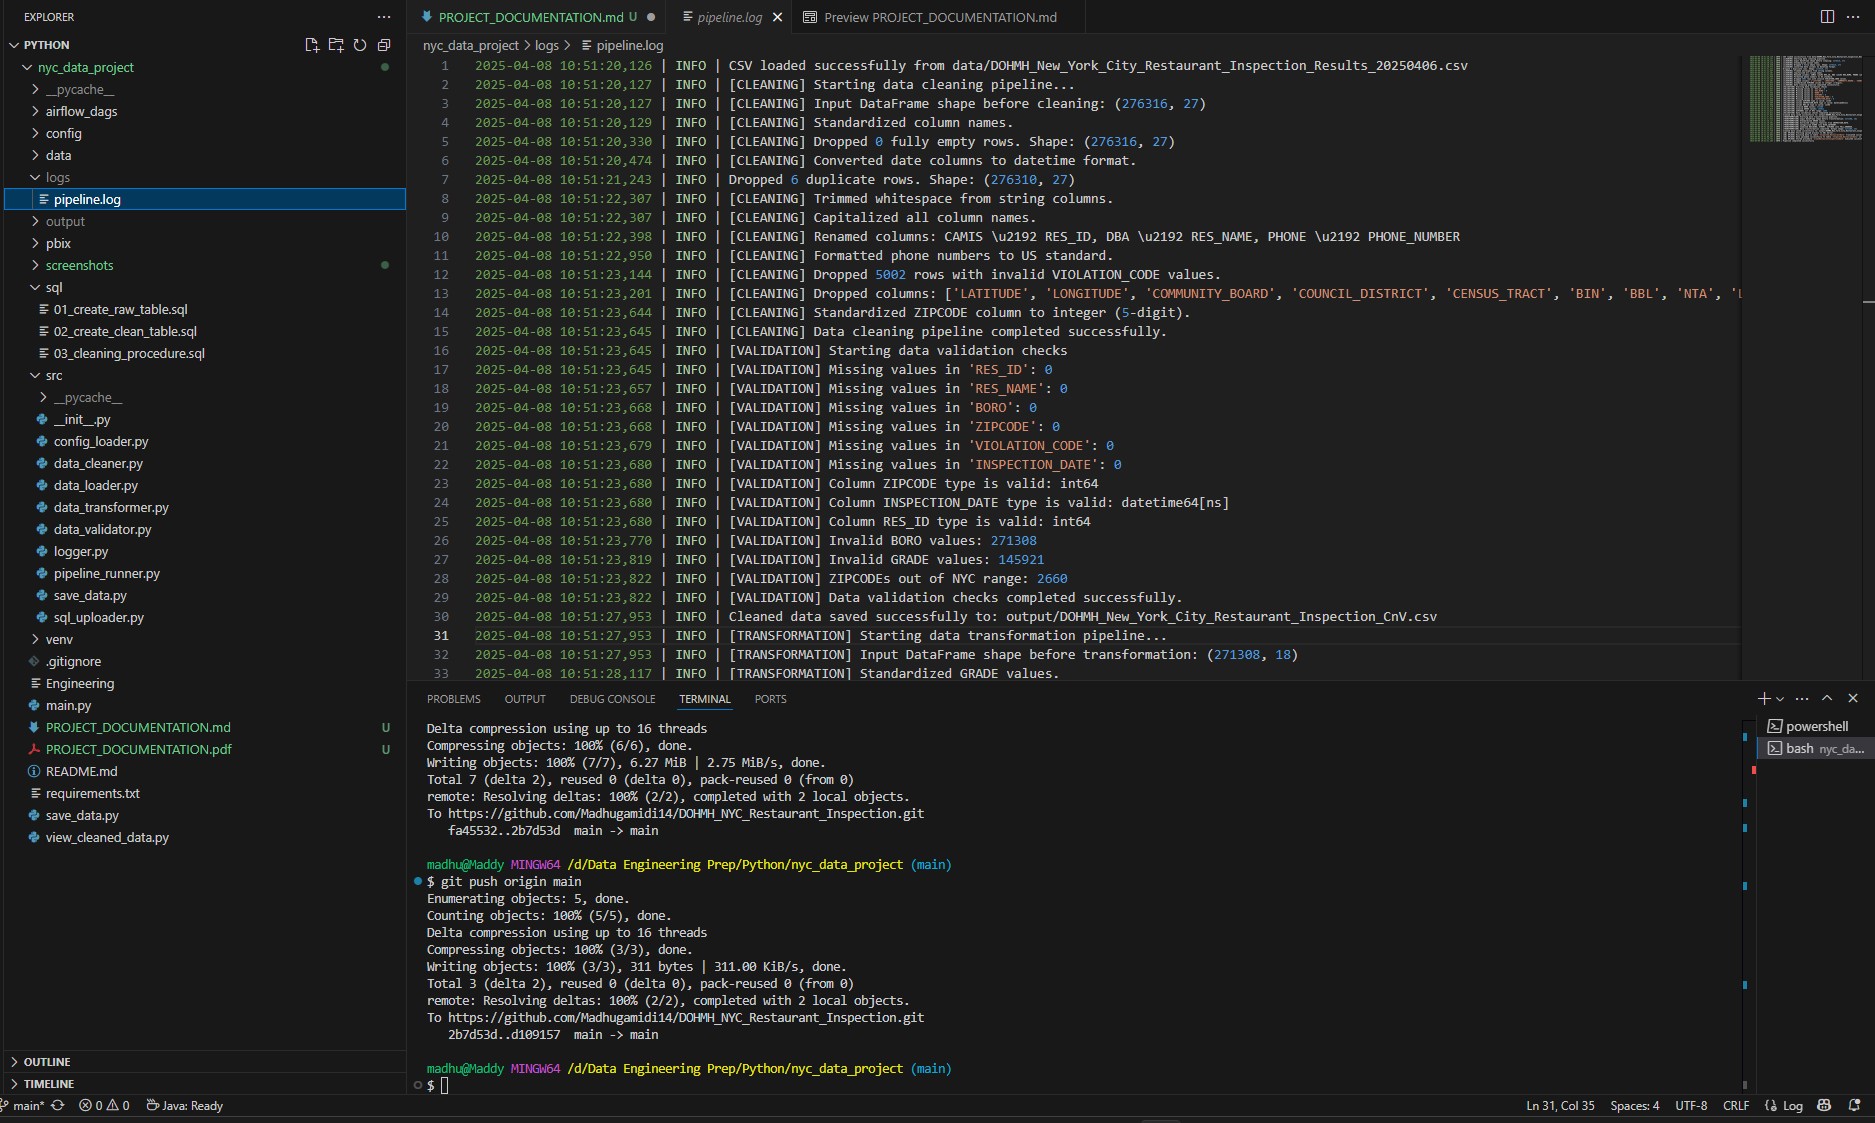 EXPLORER
PYTHON
nyc_data_project
__pycache__
airflow_dags
config
data
logs
pipeline.log
output
pbix
screenshots
sql
01_create_raw_table.sql
02_create_clean_table.sql
03_cleaning_procedure.sql
src
__pycache__
__init__.py
config_loader.py
data_cleaner.py
data_loader.py
data_transformer.py
data_validator.py
logger.py
pipeline_runner.py
save_data.py
sql_uploader.py
venv
.gitignore
Engineering
main.py
PROJECT_DOCUMENTATION.md U
PROJECT_DOCUMENTATION.pdf U
README.md
requirements.txt
save_data.py
view_cleaned_data.py
OUTLINE
TIMELINE
PROJECT_DOCUMENTATION.md U
pipeline.log
Preview PROJECT_DOCUMENTATION.md
nyc_data_project > logs > pipeline.log
1 2025-04-08 10:51:20,126 | INFO | CSV loaded successfully from data/DOHMH_New_York_City_Restaurant_Inspection_Results_20250406.csv
2 2025-04-08 10:51:20,127 | INFO | [CLEANING] Starting data cleaning pipeline...
3 2025-04-08 10:51:20,127 | INFO | [CLEANING] Input DataFrame shape before cleaning: (276316, 27)
4 2025-04-08 10:51:20,129 | INFO | [CLEANING] Standardized column names.
5 2025-04-08 10:51:20,330 | INFO | [CLEANING] Dropped 0 fully empty rows. Shape: (276316, 27)
6 2025-04-08 10:51:20,474 | INFO | [CLEANING] Converted date columns to datetime format.
7 2025-04-08 10:51:21,243 | INFO | Dropped 6 duplicate rows. Shape: (276310, 27)
8 2025-04-08 10:51:22,307 | INFO | [CLEANING] Trimmed whitespace from string columns.
9 2025-04-08 10:51:22,307 | INFO | [CLEANING] Capitalized all column names.
10 2025-04-08 10:51:22,398 | INFO | [CLEANING] Renamed columns: CAMIS \u2192 RES_ID, DBA \u2192 RES_NAME, PHONE \u2192 PHONE_NUMBER
11 2025-04-08 10:51:22,950 | INFO | [CLEANING] Formatted phone numbers to US standard.
12 2025-04-08 10:51:23,144 | INFO | [CLEANING] Dropped 5002 rows with invalid VIOLATION_CODE values.
13 2025-04-08 10:51:23,201 | INFO | [CLEANING] Dropped columns: ['LATITUDE', 'LONGITUDE', 'COMMUNITY_BOARD', 'COUNCIL_DISTRICT', 'CENSUS_TRACT', 'BIN', 'BBL', 'NTA', 'L
14 2025-04-08 10:51:23,644 | INFO | [CLEANING] Standardized ZIPCODE column to integer (5-digit).
15 2025-04-08 10:51:23,645 | INFO | [CLEANING] Data cleaning pipeline completed successfully.
16 2025-04-08 10:51:23,645 | INFO | [VALIDATION] Starting data validation checks
17 2025-04-08 10:51:23,645 | INFO | [VALIDATION] Missing values in 'RES_ID': 0
18 2025-04-08 10:51:23,657 | INFO | [VALIDATION] Missing values in 'RES_NAME': 0
19 2025-04-08 10:51:23,668 | INFO | [VALIDATION] Missing values in 'BORO': 0
20 2025-04-08 10:51:23,668 | INFO | [VALIDATION] Missing values in 'ZIPCODE': 0
21 2025-04-08 10:51:23,679 | INFO | [VALIDATION] Missing values in 'VIOLATION_CODE': 0
22 2025-04-08 10:51:23,680 | INFO | [VALIDATION] Missing values in 'INSPECTION_DATE': 0
23 2025-04-08 10:51:23,680 | INFO | [VALIDATION] Column ZIPCODE type is valid: int64
24 2025-04-08 10:51:23,680 | INFO | [VALIDATION] Column INSPECTION_DATE type is valid: datetime64[ns]
25 2025-04-08 10:51:23,680 | INFO | [VALIDATION] Column RES_ID type is valid: int64
26 2025-04-08 10:51:23,770 | INFO | [VALIDATION] Invalid BORO values: 271308
27 2025-04-08 10:51:23,819 | INFO | [VALIDATION] Invalid GRADE values: 145921
28 2025-04-08 10:51:23,822 | INFO | [VALIDATION] ZIPCODEs out of NYC range: 2660
29 2025-04-08 10:51:23,822 | INFO | [VALIDATION] Data validation checks completed successfully.
30 2025-04-08 10:51:27,953 | INFO | Cleaned data saved successfully to: output/DOHMH_New_York_City_Restaurant_Inspection_CnV.csv
31 2025-04-08 10:51:27,953 | INFO | [TRANSFORMATION] Starting data transformation pipeline...
32 2025-04-08 10:51:27,953 | INFO | [TRANSFORMATION] Input DataFrame shape before transformation: (271308, 18)
33 2025-04-08 10:51:28,117 | INFO | [TRANSFORMATION] Standardized GRADE values.
PROBLEMS OUTPUT DEBUG CONSOLE TERMINAL PORTS
Delta compression using up to 16 threads
Compressing objects: 100% (6/6), done.
Writing objects: 100% (7/7), 6.27 MiB | 2.75 MiB/s, done.
Total 7 (delta 2), reused 0 (delta 0), pack-reused 0 (from 0)
remote: Resolving deltas: 100% (2/2), completed with 2 local objects.
To https://github.com/Madhugamidi14/DOHMH_NYC_Restaurant_Inspection.git
fa45532..2b7d53d main -> main
madhu@Maddy MINGW64 /d/Data Engineering Prep/Python/nyc_data_project (main)
$ git push origin main
Enumerating objects: 5, done.
Counting objects: 100% (5/5), done.
Delta compression using up to 16 threads
Compressing objects: 100% (3/3), done.
Writing objects: 100% (3/3), 311 bytes | 311.00 KiB/s, done.
Total 3 (delta 2), reused 0 (delta 0), pack-reused 0 (from 0)
remote: Resolving deltas: 100% (2/2), completed with 2 local objects.
To https://github.com/Madhugamidi14/DOHMH_NYC_Restaurant_Inspection.git
2b7d53d..d109157 main -> main
madhu@Maddy MINGW64 /d/Data Engineering Prep/Python/nyc_data_project (main)
$
powershell
bash nyc_da...
main* 0 0 Java: Ready
Ln 31, Col 35 Spaces: 4 UTF-8 CRLF Log